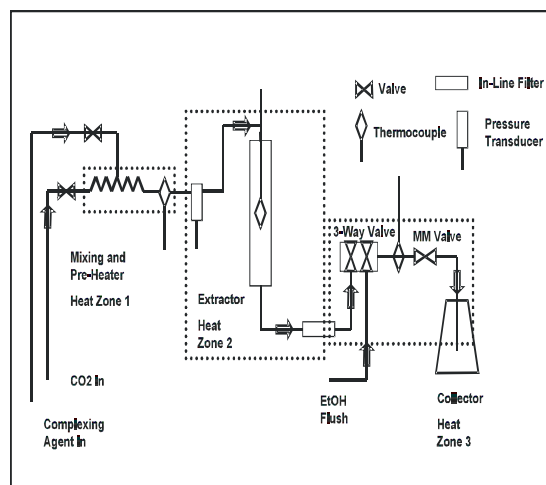 In-Line Filter
Valve
Thermocouple
Pressure
Transducer
3-Way Valve
MM Valve
Mixing and
Pre-Heater
Heat Zone 1
Extractor
Heat
Zone 2
CO2 In
EtOH
Flush
Collector
Heat
Zone 3
Complexing
Agent In